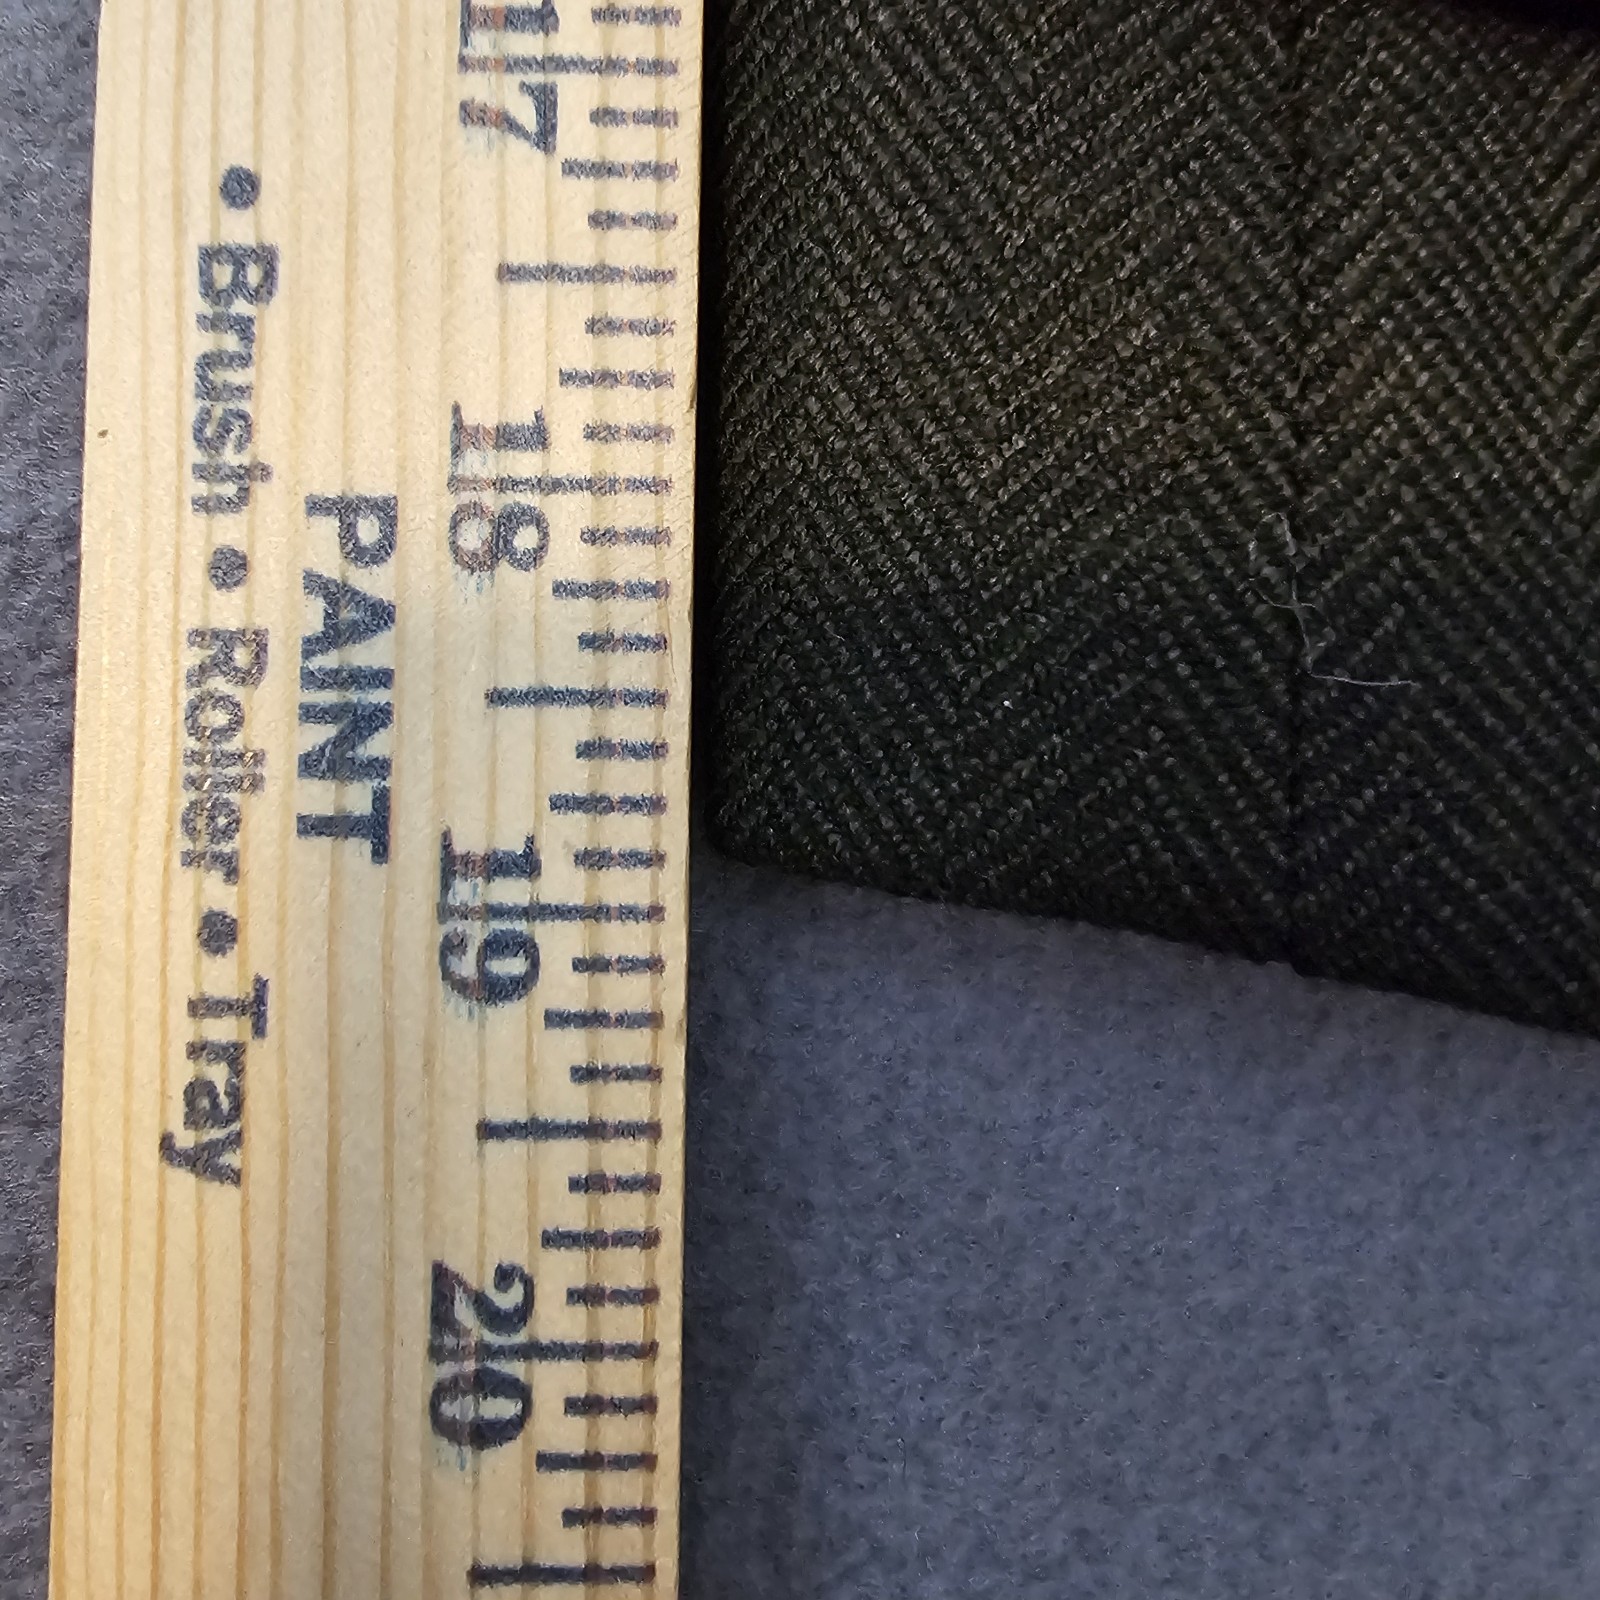 17
18
19
20
PAINT
• Brush • Roller • Tray